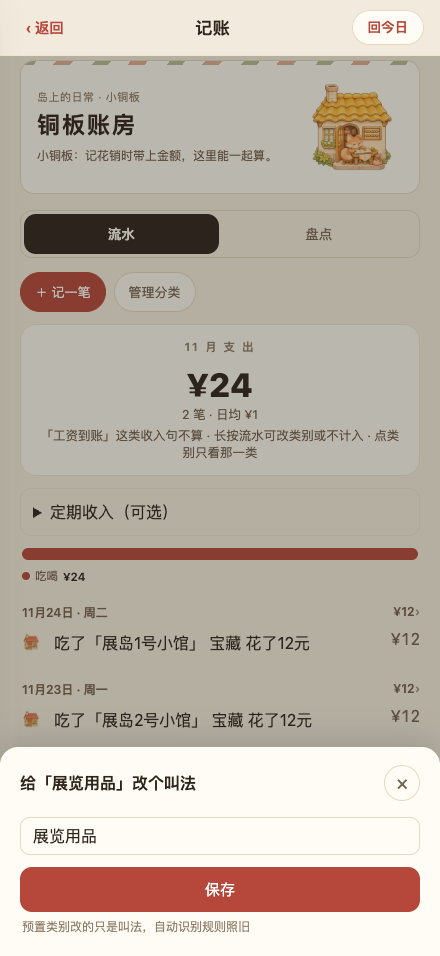 ‹ 返回
记账
回今日
岛上的日常 · 小铜板
铜板账房
小铜板：记花销时带上金额，这里能一起算。
流水
盘点
＋ 记一笔
管理分类
11 月 支 出
¥24
2 笔 · 日均 ¥1
「工资到账」这类收入句不算 · 长按流水可改类别或不计入 · 点类
别只看那一类
▶ 定期收入（可选）
吃喝 ¥24
11月24日 · 周二
¥12›
吃了「展岛1号小馆」 宝藏 花了12元
¥12
11月23日 · 周一
¥12›
吃了「展岛2号小馆」 宝藏 花了12元
¥12
给「展览用品」改个叫法
×
展览用品
保存
预置类别改的只是叫法，自动识别规则照旧